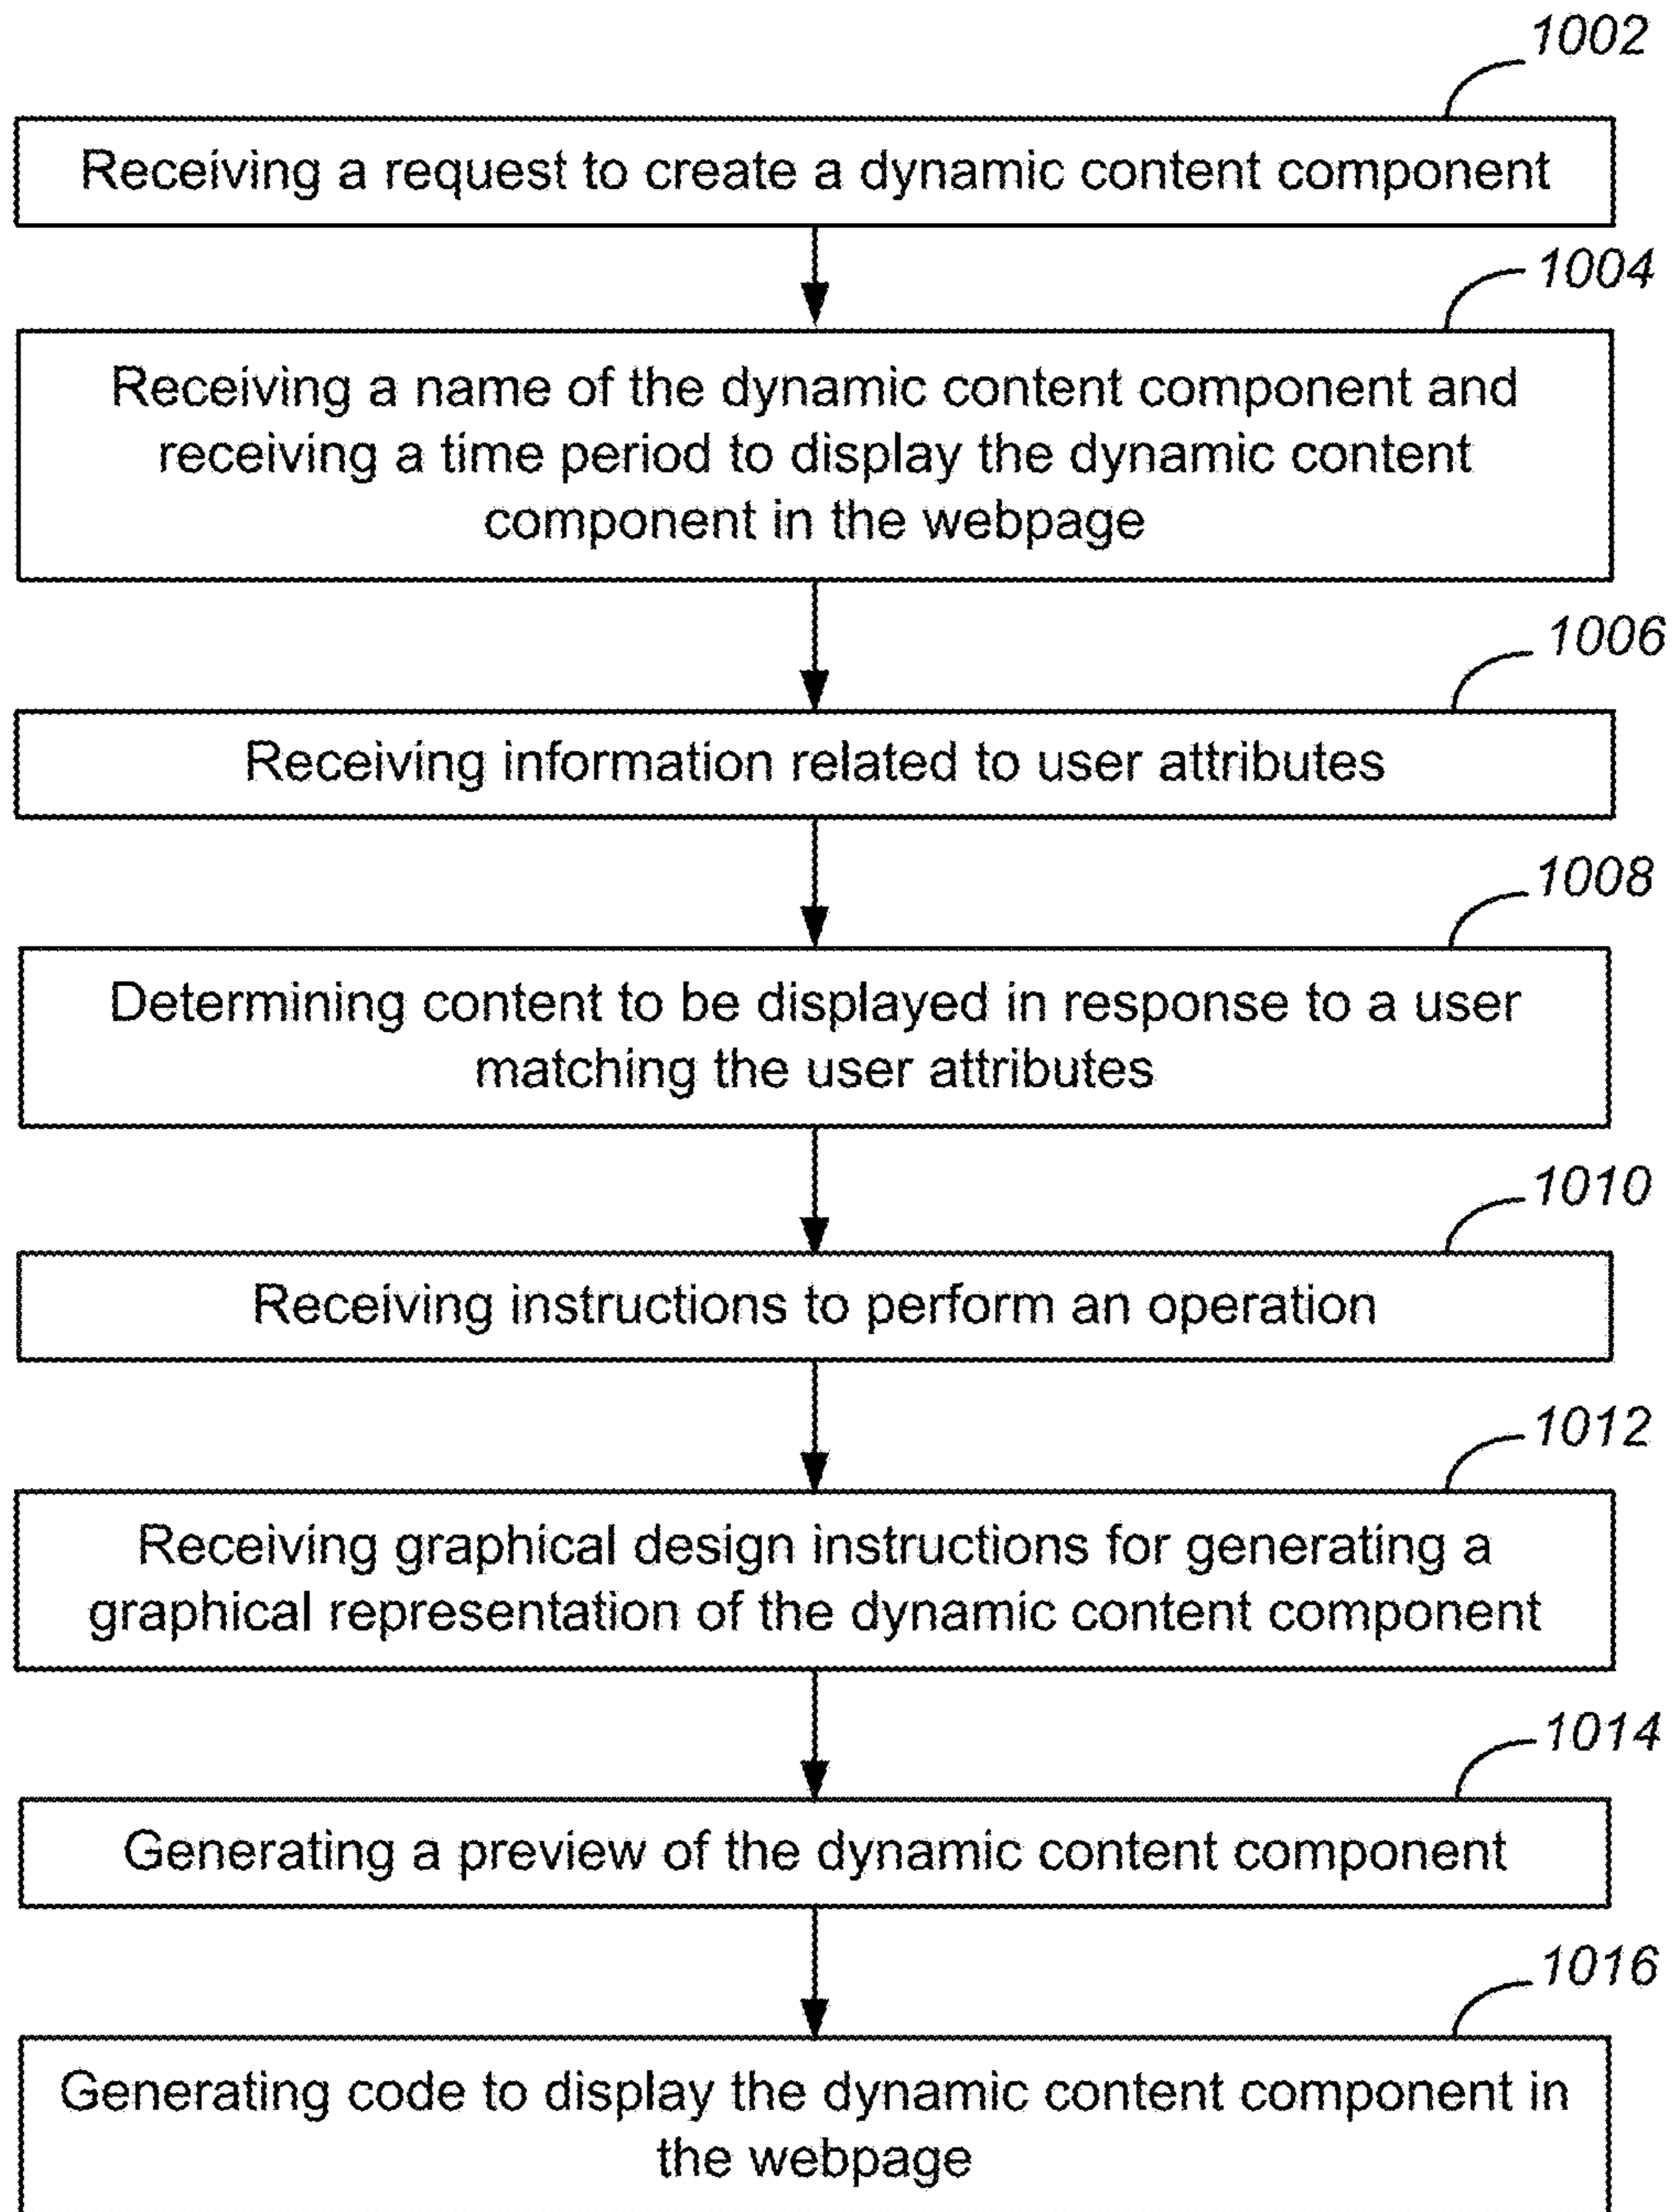 1002
Receiving a request to create a dynamic content component
1004
Receiving a name of the dynamic content component and
receiving a time period to display the dynamic content
component in the webpage
1006
Receiving information related to user attributes
1008
Determining content to be displayed in response to a user
matching the user attributes
1010
Receiving instructions to perform an operation
1012
Receiving graphical design instructions for generating a
graphical representation of the dynamic content component
1014
Generating a preview of the dynamic content component
1016
Generating code to display the dynamic content component in
the webpage